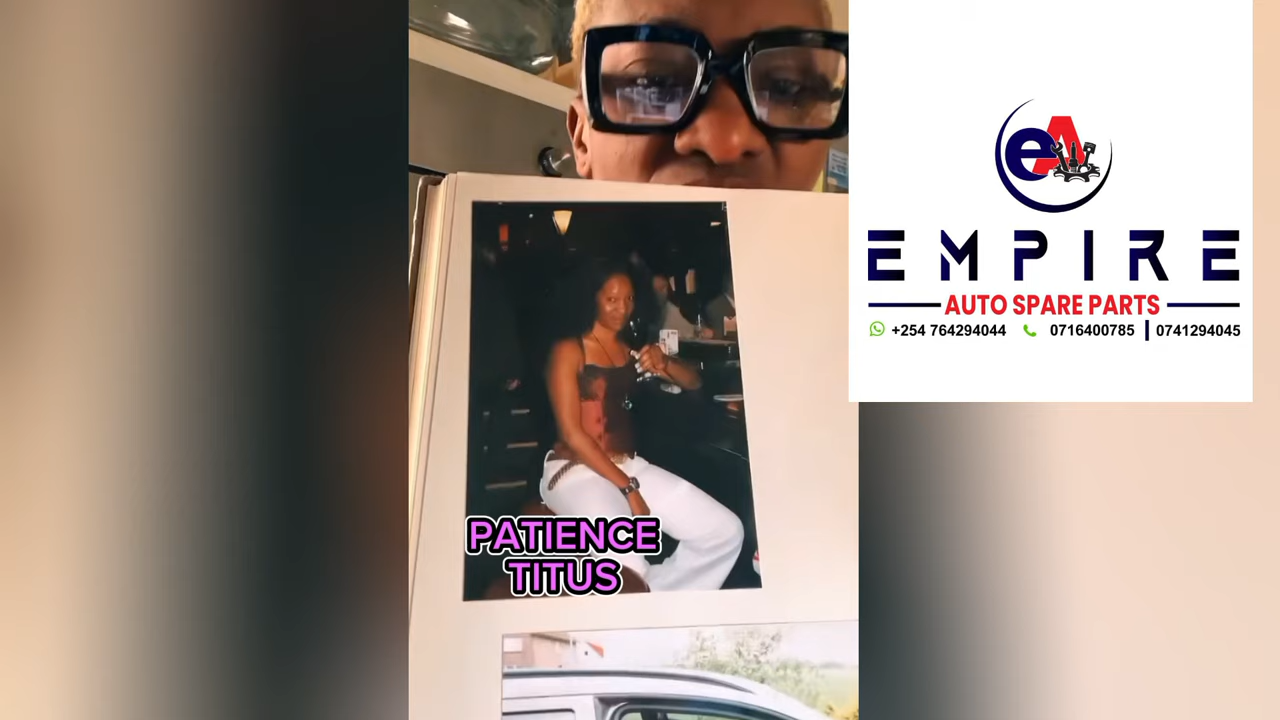 PATIENCE
TITUS
eA
EMPIRE
AUTO SPARE PARTS
+254 764294044 0716400785 | 0741294045